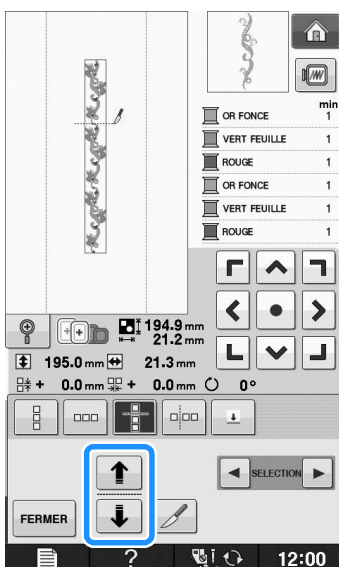 min
OR FONCE 1
VERT FEUILLE 1
ROUGE 1
OR FONCE 1
VERT FEUILLE 1
ROUGE 1
194.9 mm
21.2 mm
195.0 mm 21.3 mm
+ 0.0 mm + 0.0 mm 0°
SELECTION
FERMER
? 12:00